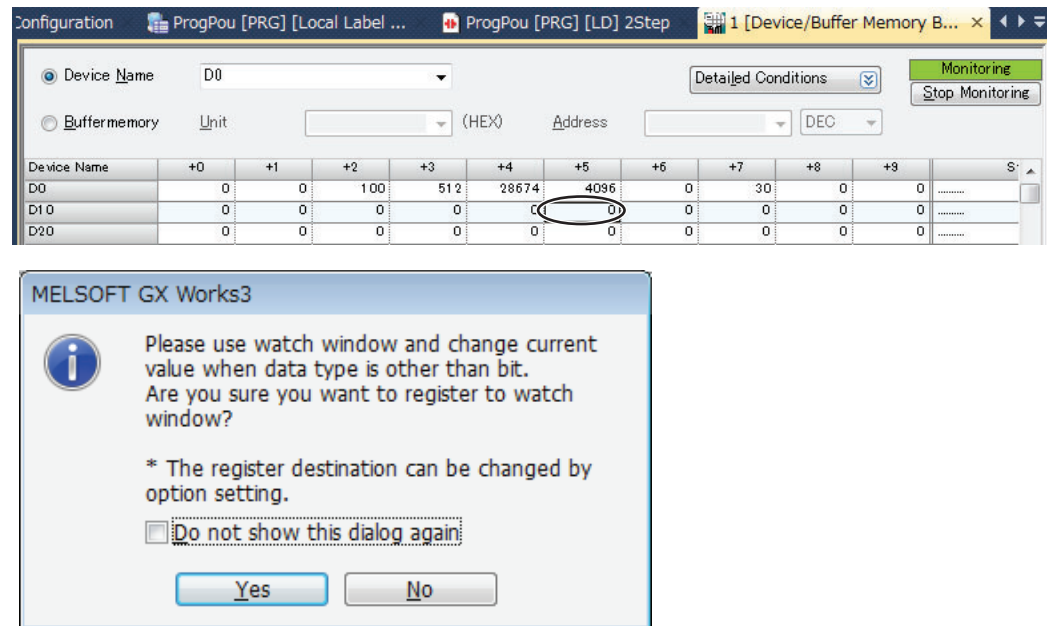 Configuration ProgPou [PRG] [Local Label ... ProgPou [PRG] [LD] 2Step 1 [Device/Buffer Memory B... ×
Device Name D0 Detailed Conditions Monitoring
Stop Monitoring
Buffermemory Unit (HEX) Address DEC
Device Name +0 +1 +2 +3 +4 +5 +6 +7 +8 +9 S
D0 0 0 100 512 28674 4096 0 30 0 0 .........
D10 0 0 0 0 0 0 0 0 0 0 .........
D20 0 0 0 0 0 0 0 0 0 0 .........
MELSOFT GX Works3
Please use watch window and change current
value when data type is other than bit.
Are you sure you want to register to watch
window?
* The register destination can be changed by
option setting.
Do not show this dialog again
Yes No